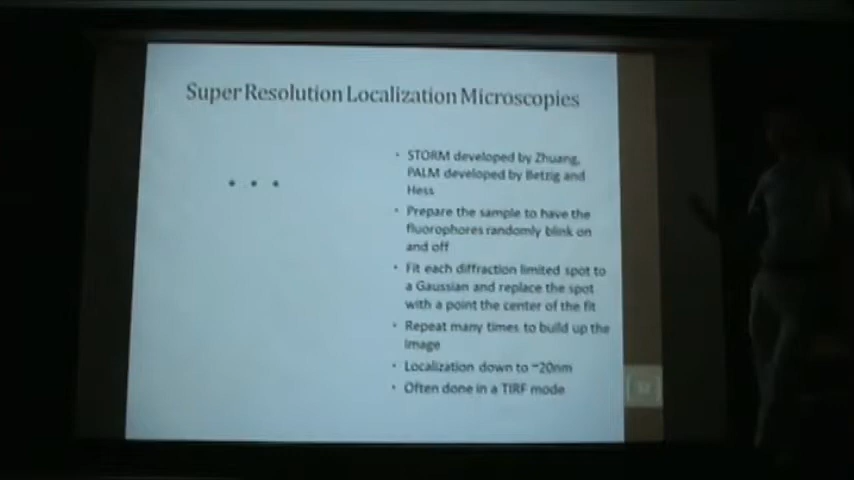 Super Resolution Localization Microscopies
• STORM developed by Zhuang,
PALM developed by Betzig and
Hess
• Prepare the sample to have the
fluorophores randomly blink on
and off
• Fit each diffraction limited spot to
a Gaussian and replace the spot
with a point the center of the fit
• Repeat many times to build up the
image
• Localization down to ~20nm
• Often done in a TIRF mode